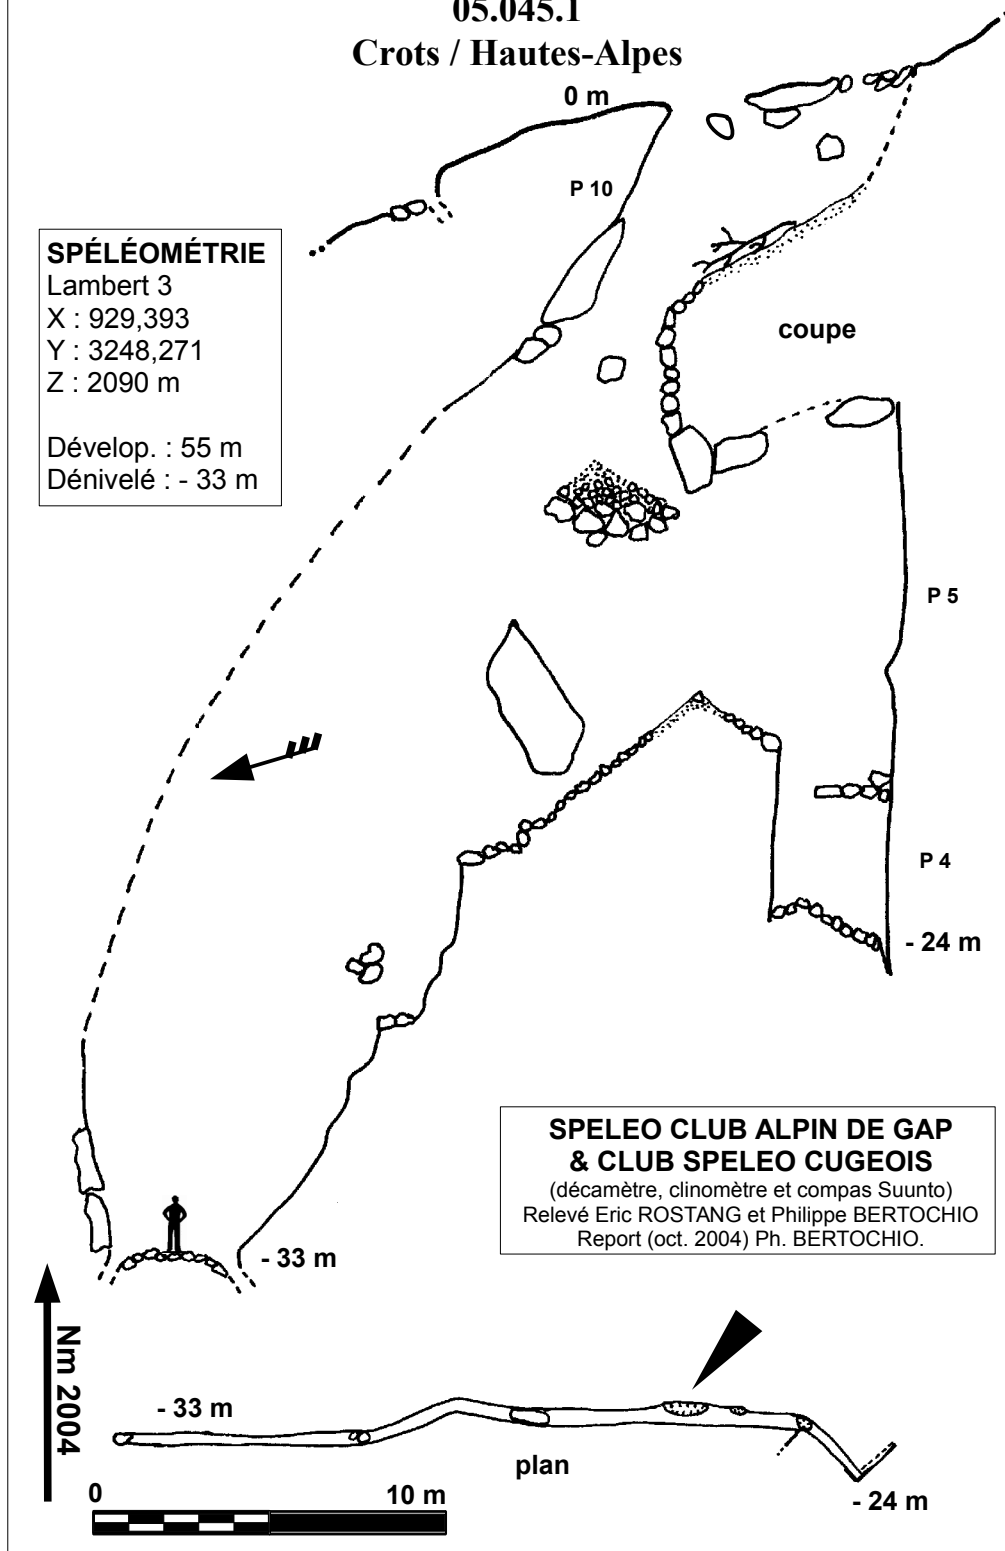 05.045.1
Crots / Hautes-Alpes
0 m
P 10
SPÉLÉOMÉTRIE
Lambert 3
X : 929,393
Y : 3248,271
Z : 2090 m
Dévelop. : 55 m
Dénivelé : - 33 m
coupe
P 5
P 4
- 24 m
SPELEO CLUB ALPIN DE GAP
& CLUB SPELEO CUGEOIS
(décamètre, clinomètre et compas Suunto)
Relevé Eric ROSTANG et Philippe BERTOCHIO
Report (oct. 2004) Ph. BERTOCHIO.
- 33 m
Nm 2004
- 33 m
plan
0
10 m
- 24 m